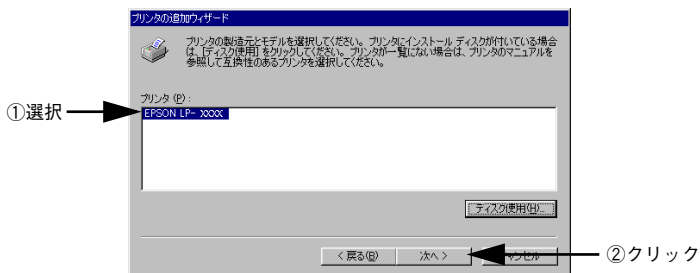 プリンタの追加ウィザード
プリンタの製造元とモデルを選択してください。プリンタにインストール ディスクが付いている場合
は、[ディスク使用] をクリックしてください。プリンタが一覧にない場合は、プリンタのマニュアルを
参照して互換性のあるプリンタを選択してください。
プリンタ (P) :
①選択
EPSON LP- XXXX
ディスク使用(H)...
< 戻る(B)
次へ >
キャンセル
②クリック